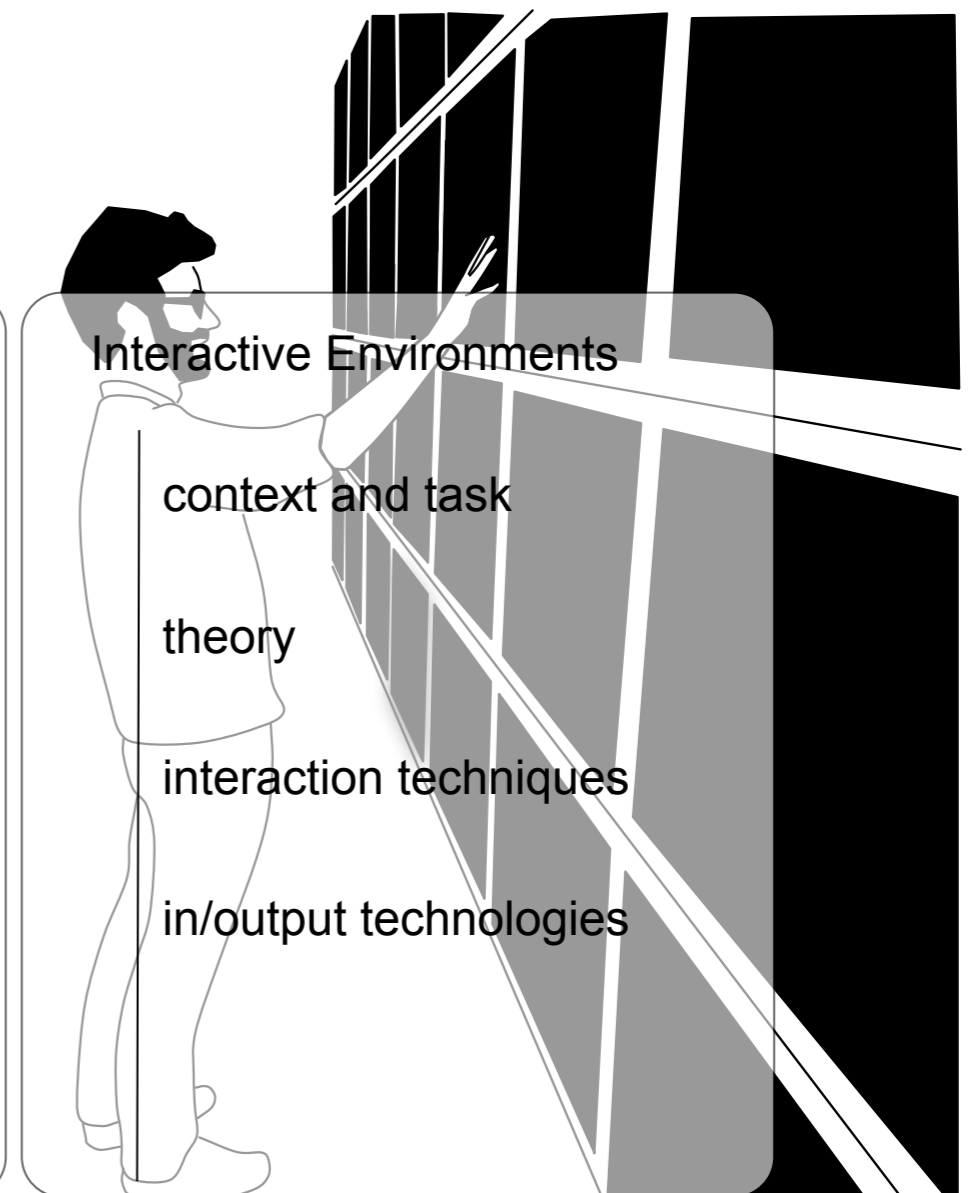 Interactive Environments
context and task
theory
interaction techniques
in/output technologies